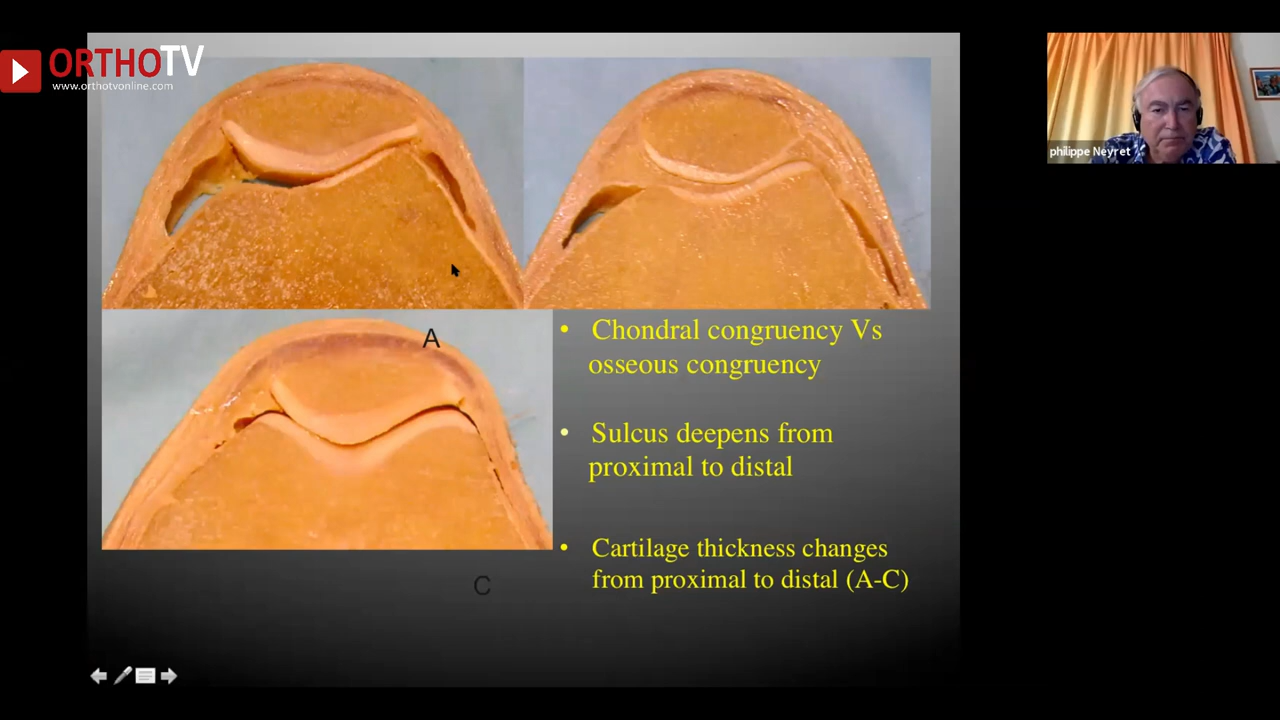 ORTHOTV
www.orthotvonline.com
philippe Neyret
A
• Chondral congruency Vs
osseous congruency
• Sulcus deepens from
proximal to distal
• Cartilage thickness changes
from proximal to distal (A-C)
C